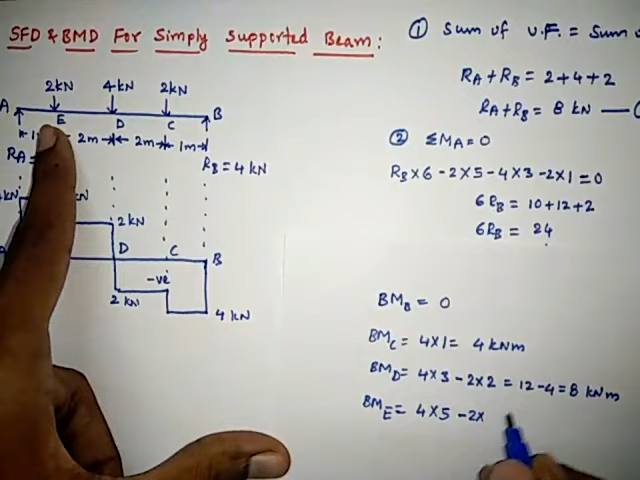 SFD & BMD For Simply Supported Beam:
2kN 4kN 2kN
A E D C B
2m 2m 1m
RA=
RB = 4 kN
2 kN
D C B
-ve
2 kN
4 kN
① Sum of U.F. = Sum
RA + RB = 2+4+2
RA+RB = 8 kN
② ΣMA = 0
RB×6 - 2×5 - 4×3 - 2×1 = 0
6RB = 10+12+2
6RB = 24
BMB = 0
BMC = 4×1 = 4 kNm
BMD = 4×3 - 2×2 = 12-4 = 8 kNm
BME = 4×5 - 2×